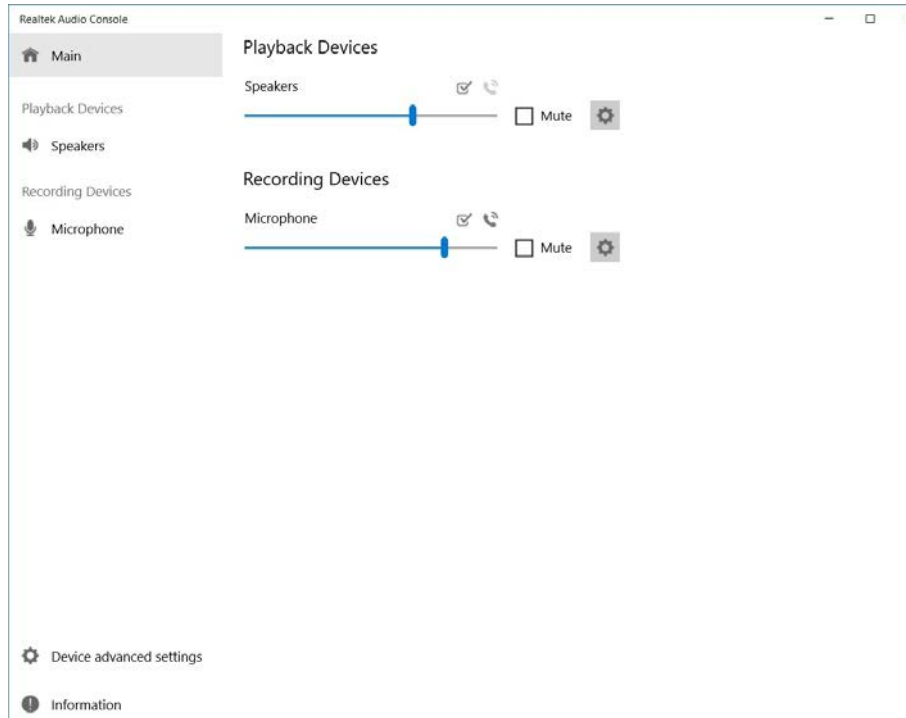 Realtek Audio Console
Main
Playback Devices
Speakers
Recording Devices
Microphone
Device advanced settings
Information
Playback Devices
Speakers
Mute
Recording Devices
Microphone
Mute